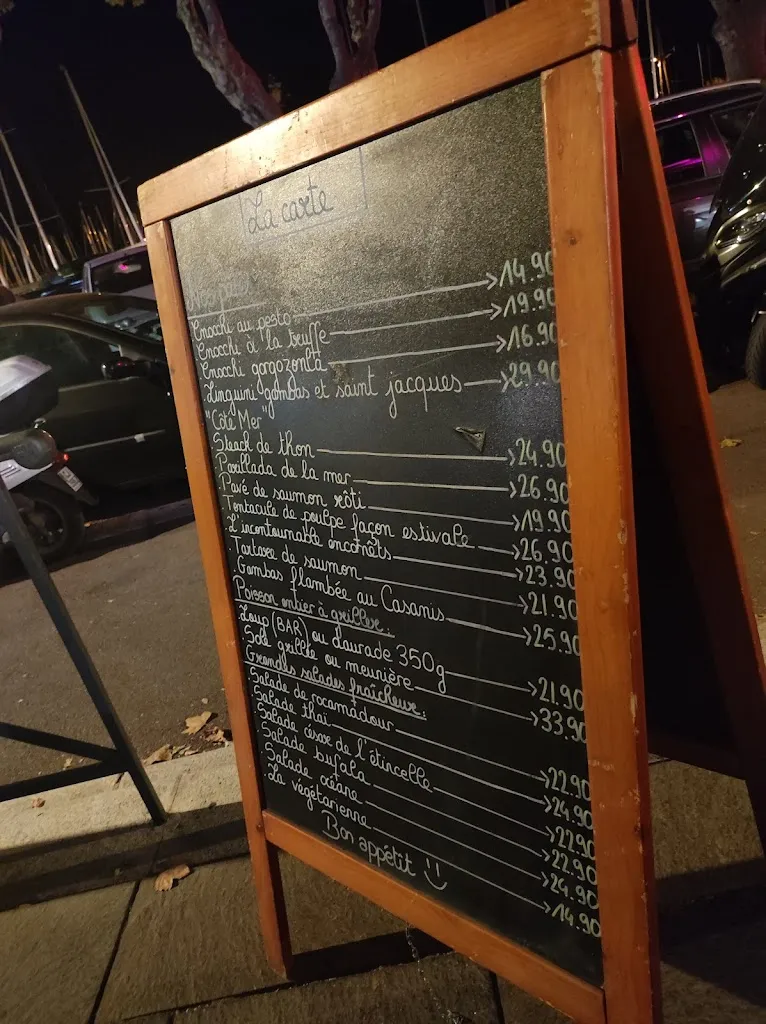 La carte
Nos pâtes
Gnocchi au pesto → 14.90
Gnocchi à la truffe → 19.90
Gnocchi gorgozonla → 16.90
Linguini gambas et saint jacques → 29.90
"Côté Mer"
Steack de thon → 24.90
Parillada de la mer → 26.90
Pavé de saumon rôti → 19.90
Tentacule de poulpe façon estivale → 26.90
L'incontournable encornets → 23.90
Tartare de saumon → 21.90
Gambas flambée au Casanis → 25.90
Poisson entier à griller :
Loup (BAR) ou daurade 350g → 21.90
Sole grillée ou meunière → 33.90
Grandes salades fraîcheur :
Salade de rocamadour → 22.90
Salade thaï → 24.90
Salade césar de l'étincelle → 22.90
Salade bufala → 22.90
Salade océane → 24.90
La végétarienne → 14.90
Bon appétit